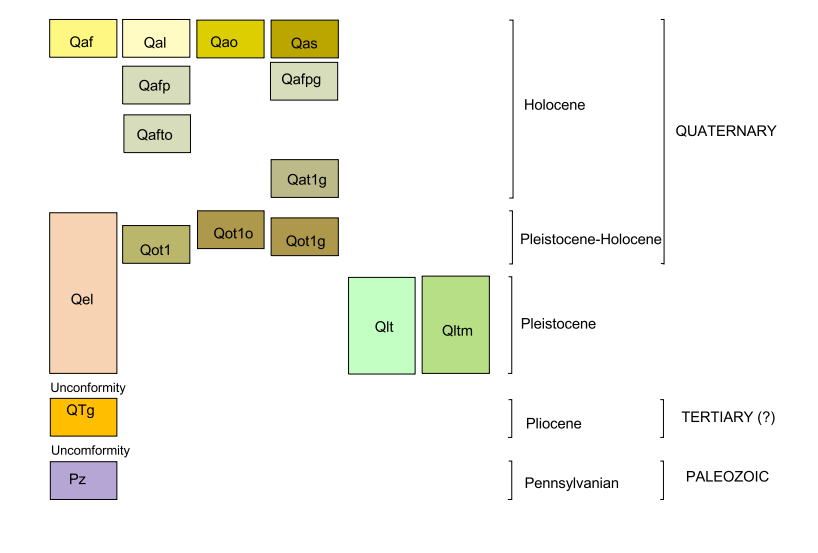 Qaf Qal Qao Qas
Qafp Qafpg
Holocene
QUATERNARY
Qafto
Qat1g
Qot1 Qot1o Qot1g
Pleistocene-Holocene
Qel
Qlt Qltm
Pleistocene
Unconformity
QTg
Pliocene
TERTIARY (?)
Uncomformity
Pz
Pennsylvanian
PALEOZOIC